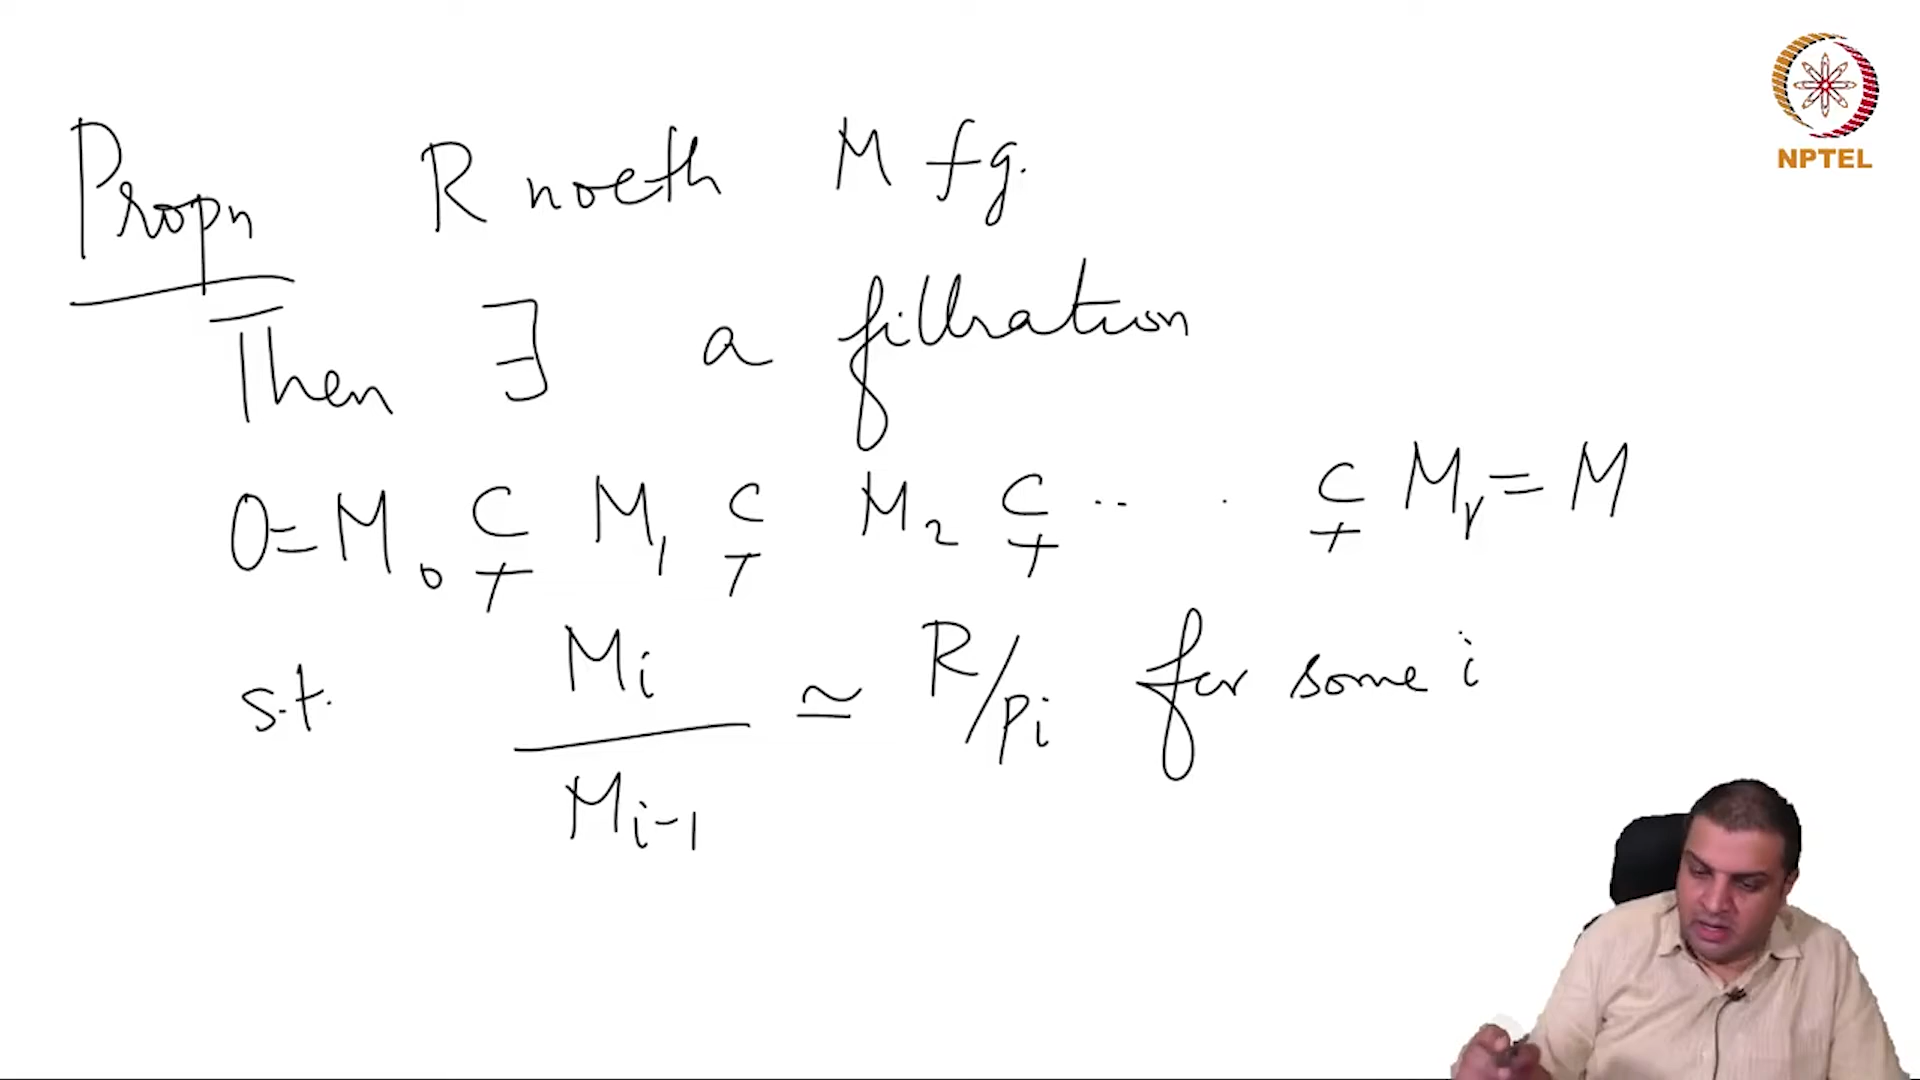 NPTEL
Propn R noeth M fg.
Then ∃ a filtration
0 = M₀ ⊊ M₁ ⊊ M₂ ⊊ ... ⊊ Mᵣ = M
s.t. Mᵢ / Mᵢ₋₁ ≃ R/pᵢ for some i